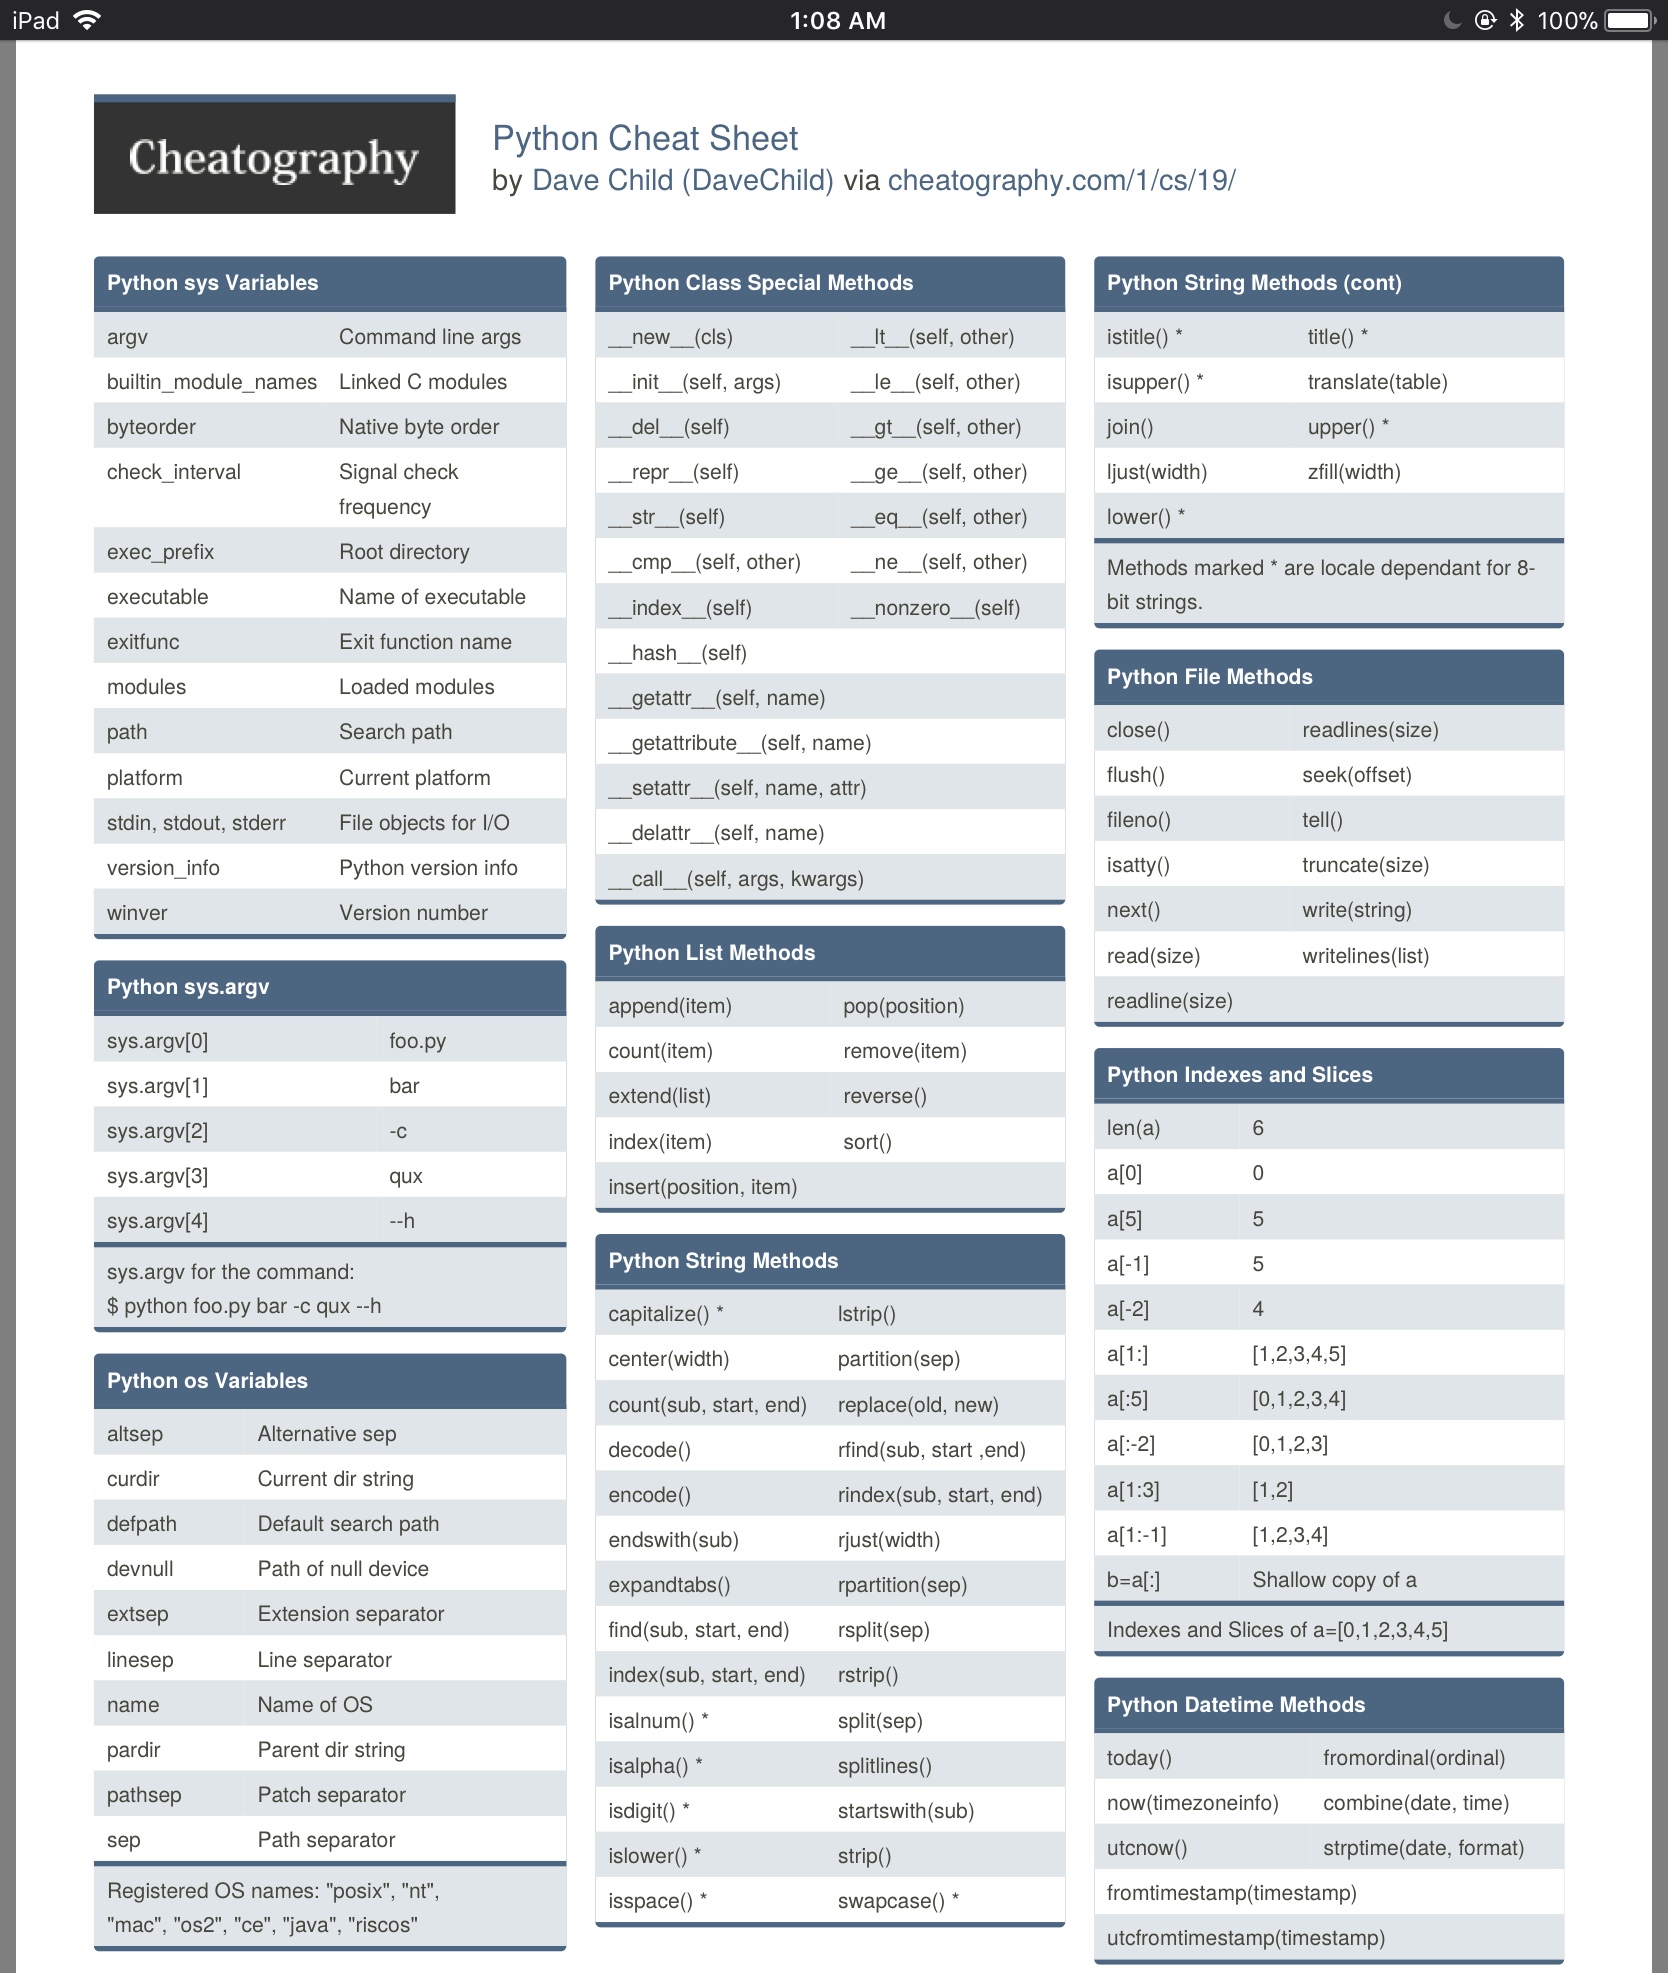 iPad 1:08 AM 100%
Cheatography
Python Cheat Sheet
by Dave Child (DaveChild) via cheatography.com/1/cs/19/
Python sys Variables
argv Command line args
builtin_module_names Linked C modules
byteorder Native byte order
check_interval Signal check
frequency
exec_prefix Root directory
executable Name of executable
exitfunc Exit function name
modules Loaded modules
path Search path
platform Current platform
stdin, stdout, stderr File objects for I/O
version_info Python version info
winver Version number
Python sys.argv
sys.argv[0] foo.py
sys.argv[1] bar
sys.argv[2] -c
sys.argv[3] qux
sys.argv[4] --h
sys.argv for the command:
$ python foo.py bar -c qux --h
Python os Variables
altsep Alternative sep
curdir Current dir string
defpath Default search path
devnull Path of null device
extsep Extension separator
linesep Line separator
name Name of OS
pardir Parent dir string
pathsep Patch separator
sep Path separator
Registered OS names: "posix", "nt",
"mac", "os2", "ce", "java", "riscos"
Python Class Special Methods
__new__(cls) __lt__(self, other)
__init__(self, args) __le__(self, other)
__del__(self) __gt__(self, other)
__repr__(self) __ge__(self, other)
__str__(self) __eq__(self, other)
__cmp__(self, other) __ne__(self, other)
__index__(self) __nonzero__(self)
__hash__(self)
__getattr__(self, name)
__getattribute__(self, name)
__setattr__(self, name, attr)
__delattr__(self, name)
__call__(self, args, kwargs)
Python List Methods
append(item) pop(position)
count(item) remove(item)
extend(list) reverse()
index(item) sort()
insert(position, item)
Python String Methods
capitalize() * lstrip()
center(width) partition(sep)
count(sub, start, end) replace(old, new)
decode() rfind(sub, start ,end)
encode() rindex(sub, start, end)
endswith(sub) rjust(width)
expandtabs() rpartition(sep)
find(sub, start, end) rsplit(sep)
index(sub, start, end) rstrip()
isalnum() * split(sep)
isalpha() * splitlines()
isdigit() * startswith(sub)
islower() * strip()
isspace() * swapcase() *
Python String Methods (cont)
istitle() * title() *
isupper() * translate(table)
join() upper() *
ljust(width) zfill(width)
lower() *
Methods marked * are locale dependant for 8-
bit strings.
Python File Methods
close() readlines(size)
flush() seek(offset)
fileno() tell()
isatty() truncate(size)
next() write(string)
read(size) writelines(list)
readline(size)
Python Indexes and Slices
len(a) 6
a[0] 0
a[5] 5
a[-1] 5
a[-2] 4
a[1:] [1,2,3,4,5]
a[:5] [0,1,2,3,4]
a[:-2] [0,1,2,3]
a[1:3] [1,2]
a[1:-1] [1,2,3,4]
b=a[:] Shallow copy of a
Indexes and Slices of a=[0,1,2,3,4,5]
Python Datetime Methods
today() fromordinal(ordinal)
now(timezoneinfo) combine(date, time)
utcnow() strptime(date, format)
fromtimestamp(timestamp)
utcfromtimestamp(timestamp)